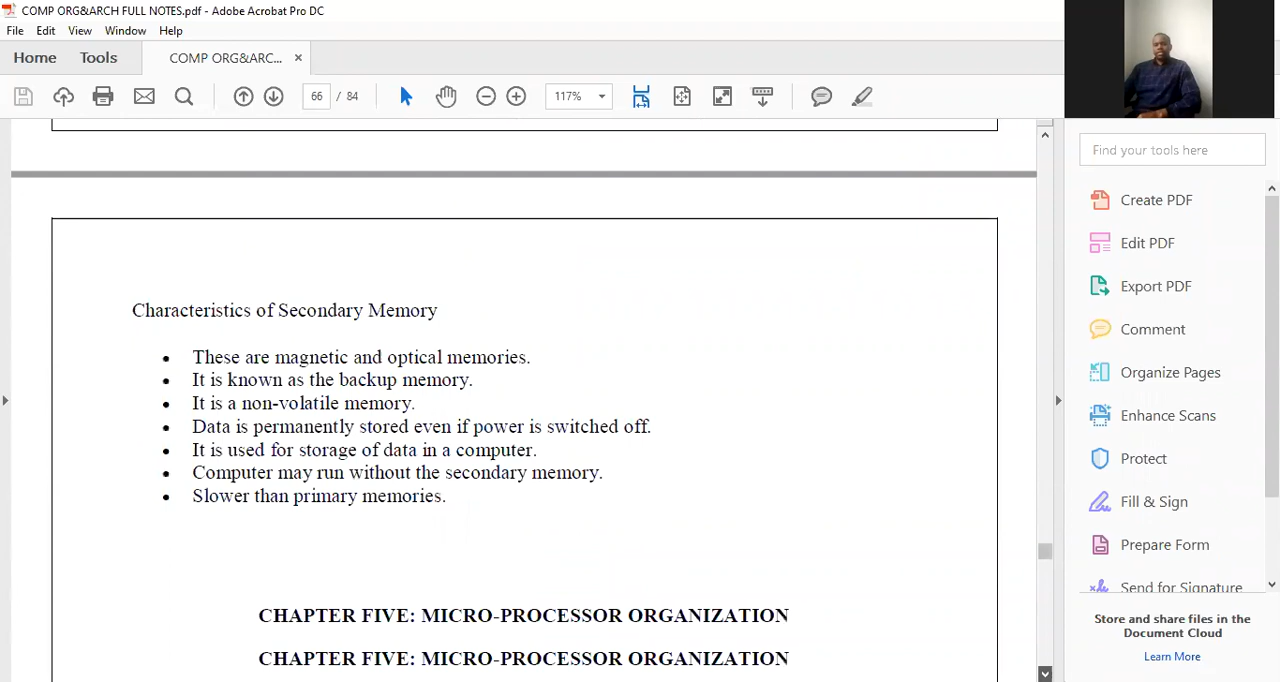 COMP ORG&ARCH FULL NOTES.pdf - Adobe Acrobat Pro DC
File Edit View Window Help
Home Tools COMP ORG&ARC... ×
66 / 84 117%
Find your tools here
Create PDF
Edit PDF
Export PDF
Comment
Organize Pages
Enhance Scans
Protect
Fill & Sign
Prepare Form
Send for Signature
Store and share files in the
Document Cloud
Learn More
Characteristics of Secondary Memory
• These are magnetic and optical memories.
• It is known as the backup memory.
• It is a non-volatile memory.
• Data is permanently stored even if power is switched off.
• It is used for storage of data in a computer.
• Computer may run without the secondary memory.
• Slower than primary memories.
CHAPTER FIVE: MICRO-PROCESSOR ORGANIZATION
CHAPTER FIVE: MICRO-PROCESSOR ORGANIZATION